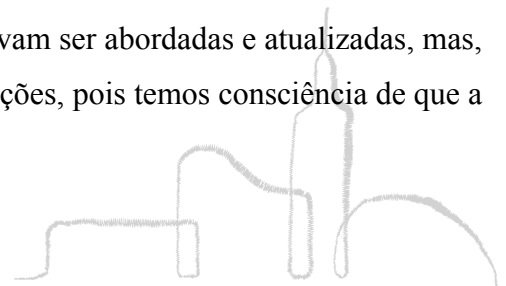 vam ser abordadas e atualizadas, mas,
ções, pois temos consciência de que a